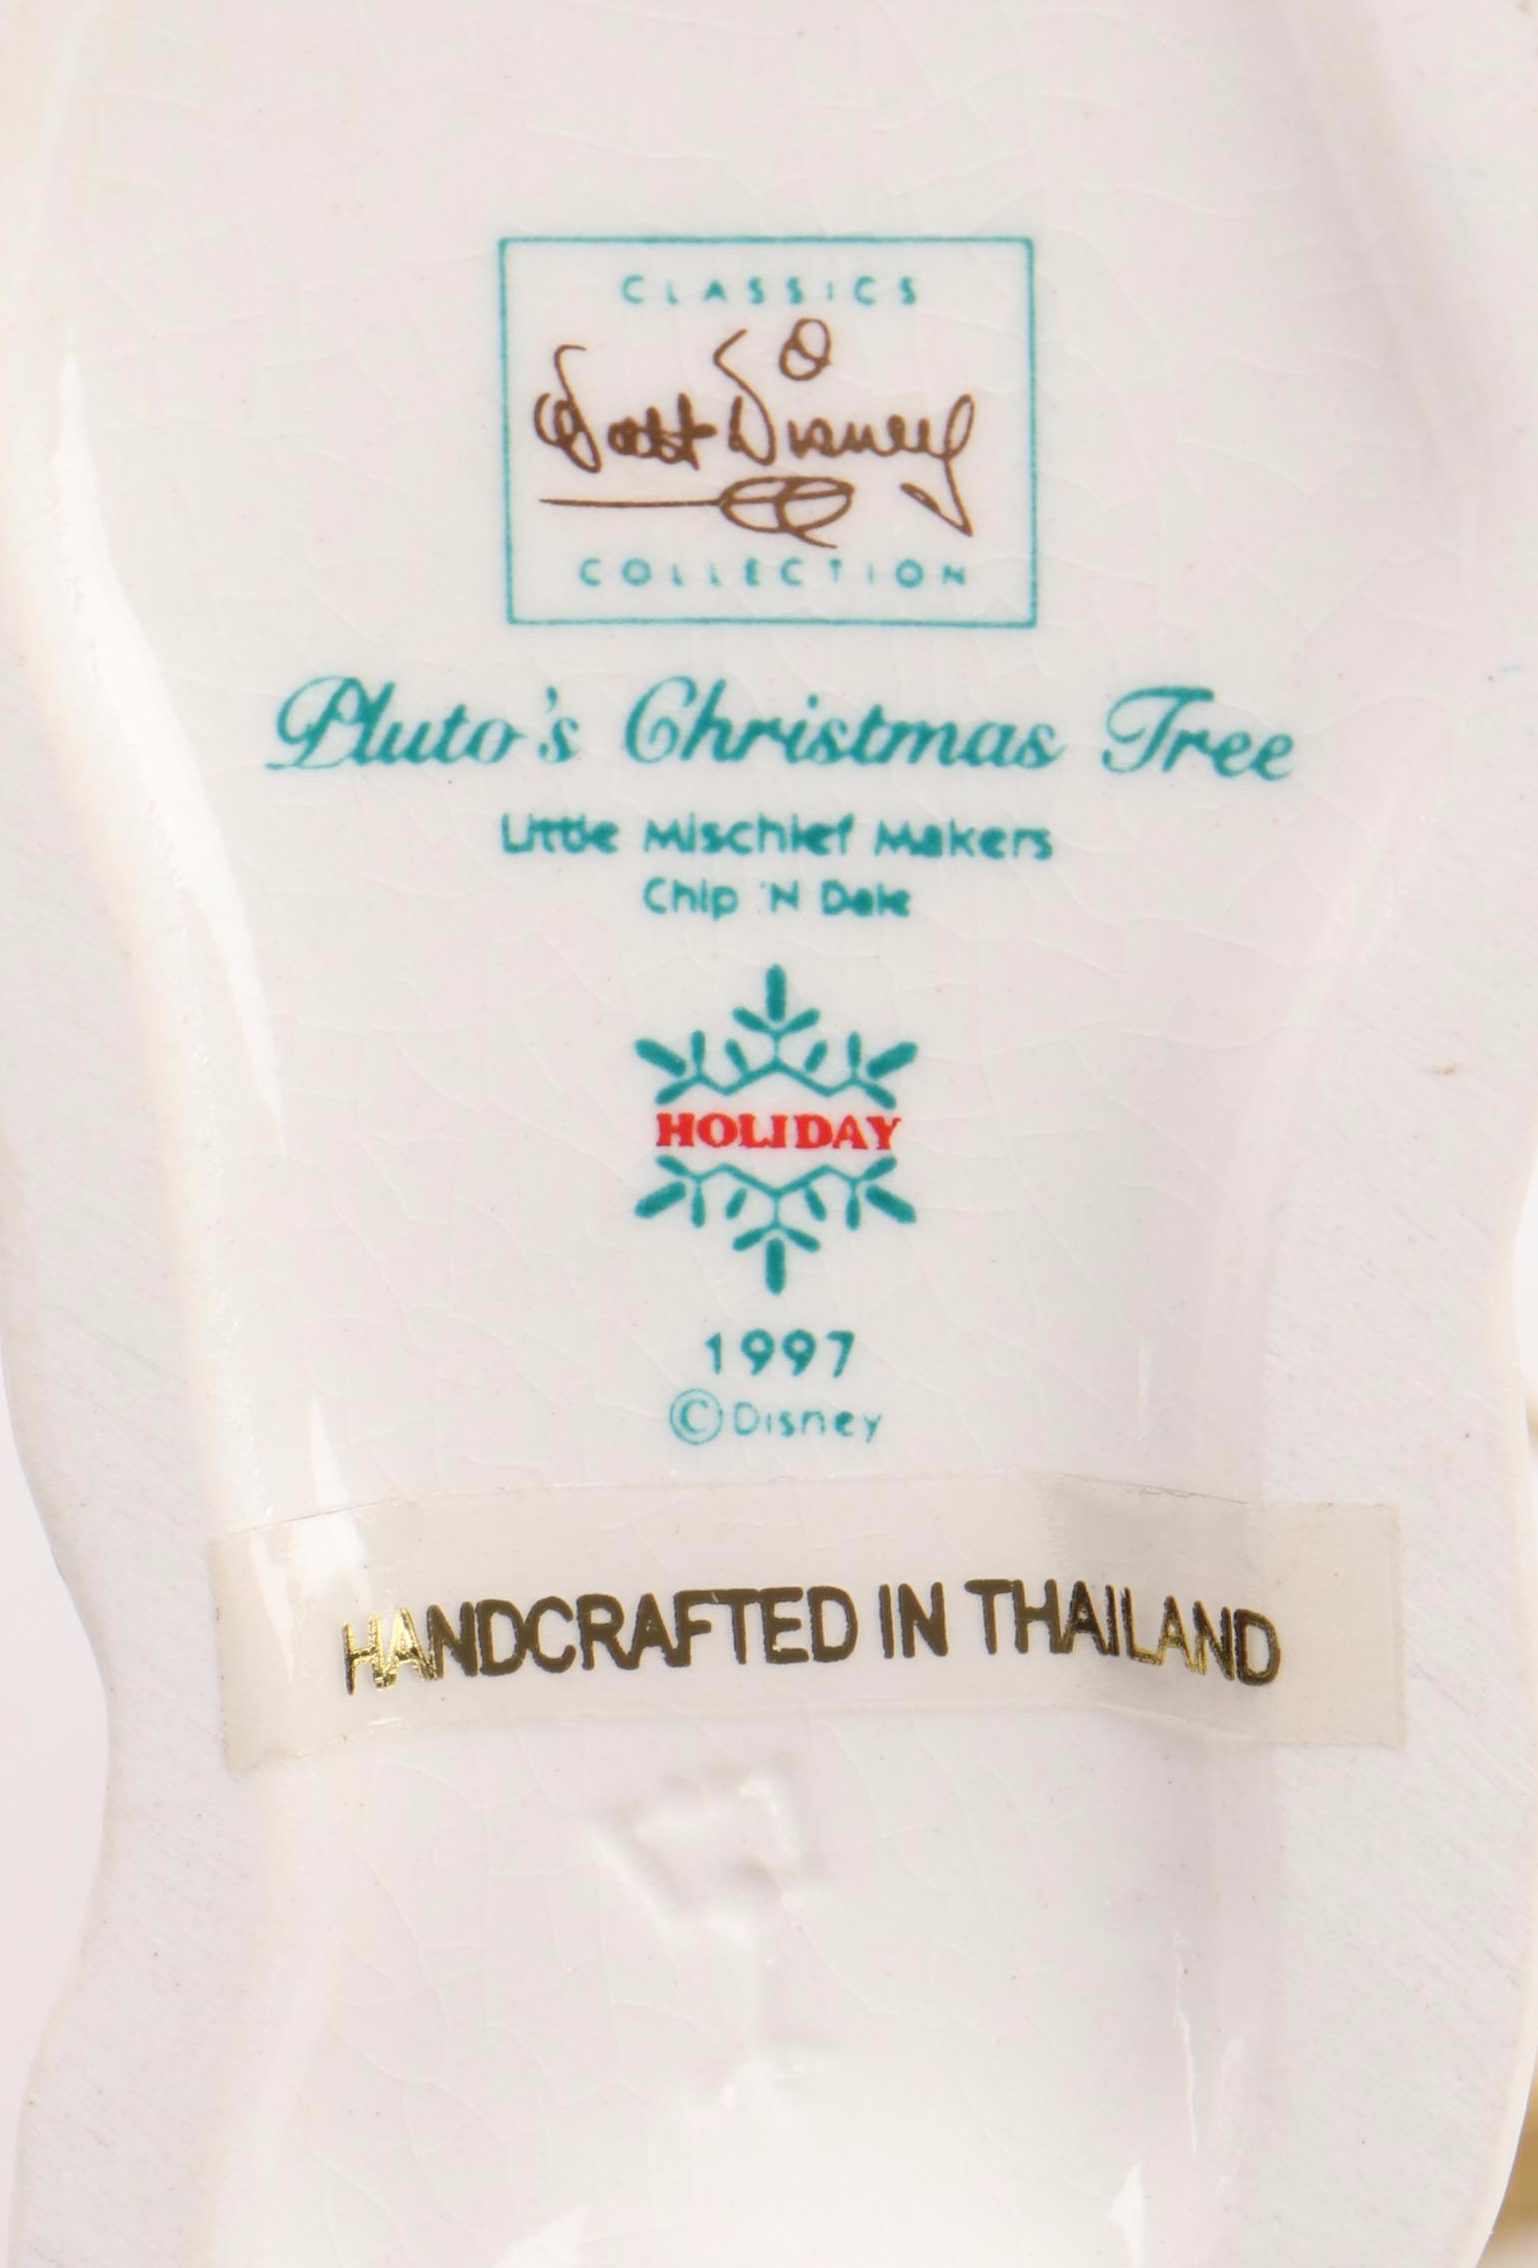 CLASSICS
Walt Disney
COLLECTION
Pluto's Christmas Tree
Little Mischief Makers
Chip 'N Dale
HOLIDAY
1997
©Disney
HANDCRAFTED IN THAILAND